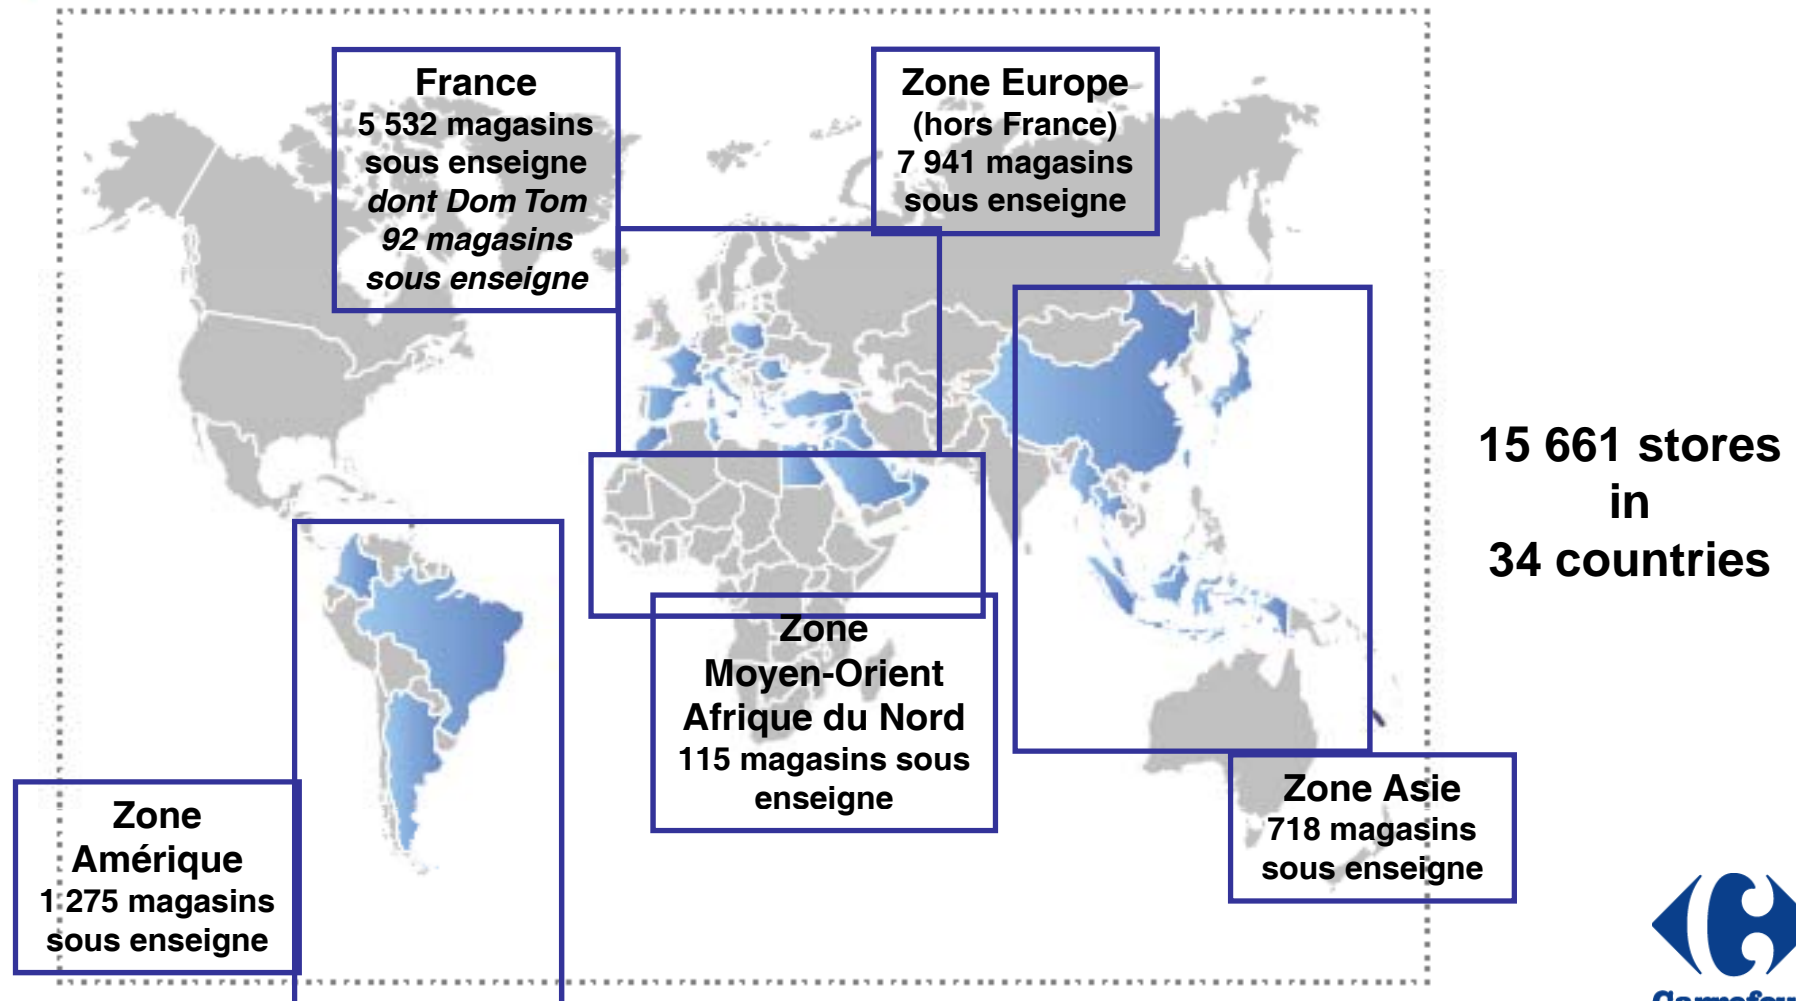 France
5 532 magasins
sous enseigne
dont Dom Tom
92 magasins
sous enseigne
Zone Europe
(hors France)
7 941 magasins
sous enseigne
15 661 stores
in
34 countries
Zone
Moyen-Orient
Afrique du Nord
115 magasins sous
enseigne
Zone Asie
718 magasins
sous enseigne
Zone
Amérique
1 275 magasins
sous enseigne